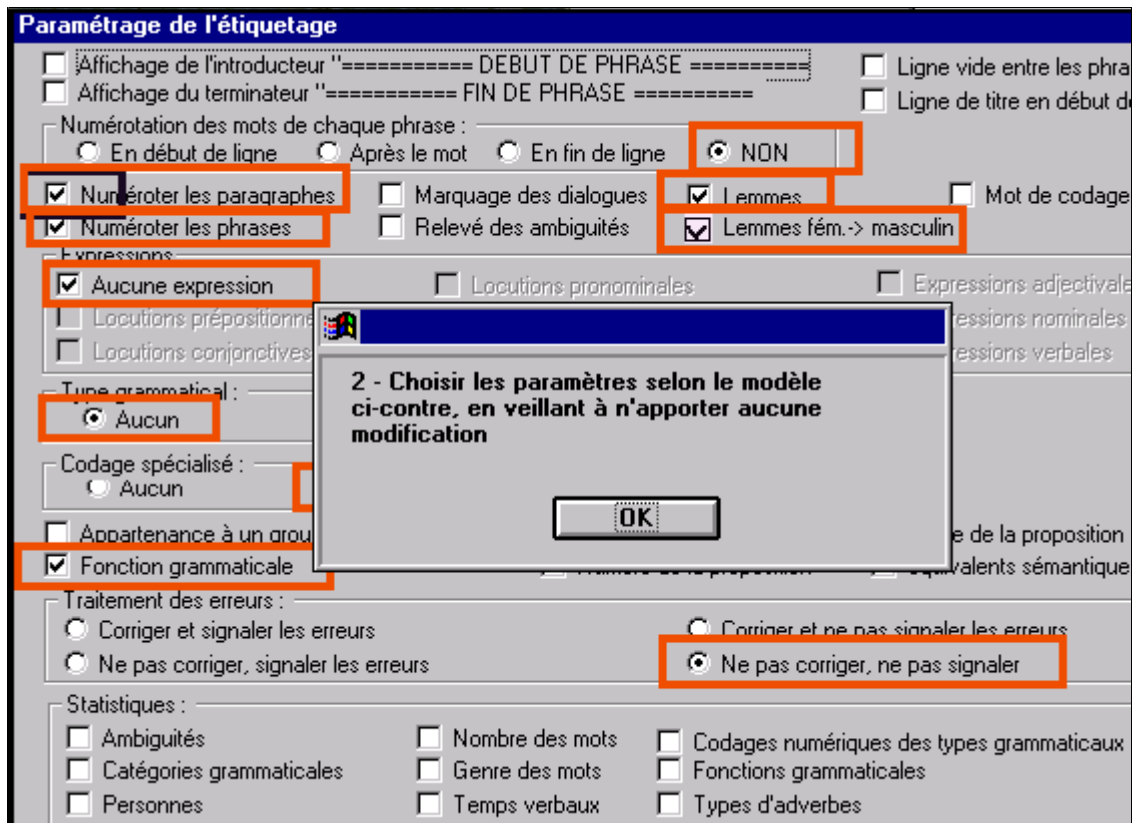 Paramétrage de l'étiquetage
Affichage de l'introducteur "=========== DEBUT DE PHRASE ==========
Ligne vide entre les phra
Affichage du terminateur "=========== FIN DE PHRASE ==========
Ligne de titre en début d
Numérotation des mots de chaque phrase :
En début de ligne Après le mot En fin de ligne NON
Numéroter les paragraphes Marquage des dialogues Lemmes Mot de codage
Numéroter les phrases Relevé des ambiguités Lemmes fém.-> masculin
Expressions
Aucune expression Locutions pronominales Expressions adjectivale
Locutions prépositionne ressions nominales
Locutions conjonctives ressions verbales
2 - Choisir les paramètres selon le modèle
ci-contre, en veillant à n'apporter aucune
modification
OK
Type grammatical :
Aucun
Codage spécialisé :
Aucun
Appartenance à un grou e de la proposition
Fonction grammaticale Numéro de la proposition équivalents sémantique
Traitement des erreurs :
Corriger et signaler les erreurs Corriger et ne pas signaler les erreurs
Ne pas corriger, signaler les erreurs Ne pas corriger, ne pas signaler
Statistiques :
Ambiguités Nombre des mots Codages numériques des types grammaticaux
Catégories grammaticales Genre des mots Fonctions grammaticales
Personnes Temps verbaux Types d'adverbes